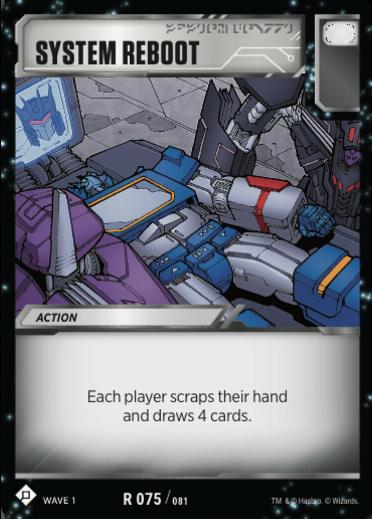 SYSTEM REBOOT
ACTION
Each player scraps their hand
and draws 4 cards.
WAVE 1
R 075/081
TM & © Hasbro. © Wizards.